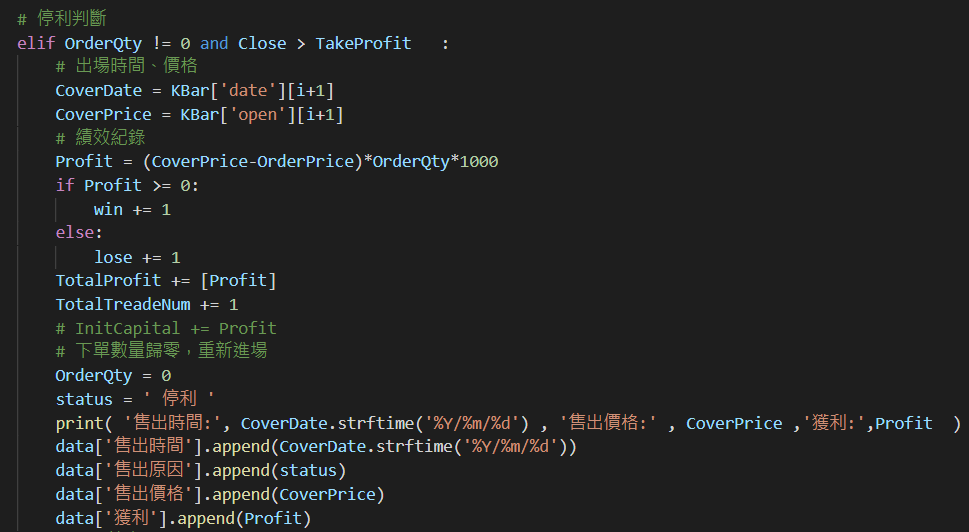 # 停利判斷
elif OrderQty != 0 and Close > TakeProfit   :
    # 出場時間、價格
    CoverDate = KBar['date'][i+1]
    CoverPrice = KBar['open'][i+1]
    # 績效紀錄
    Profit = (CoverPrice-OrderPrice)*OrderQty*1000
    if Profit >= 0:
        win += 1
    else:
        lose += 1
    TotalProfit += [Profit]
    TotalTreadeNum += 1
    # InitCapital += Profit
    # 下單數量歸零，重新進場
    OrderQty = 0
    status = ' 停利 '
    print( '售出時間:', CoverDate.strftime('%Y/%m/%d') , '售出價格:' , CoverPrice ,'獲利:',Profit  )
    data['售出時間'].append(CoverDate.strftime('%Y/%m/%d'))
    data['售出原因'].append(status)
    data['售出價格'].append(CoverPrice)
    data['獲利'].append(Profit)